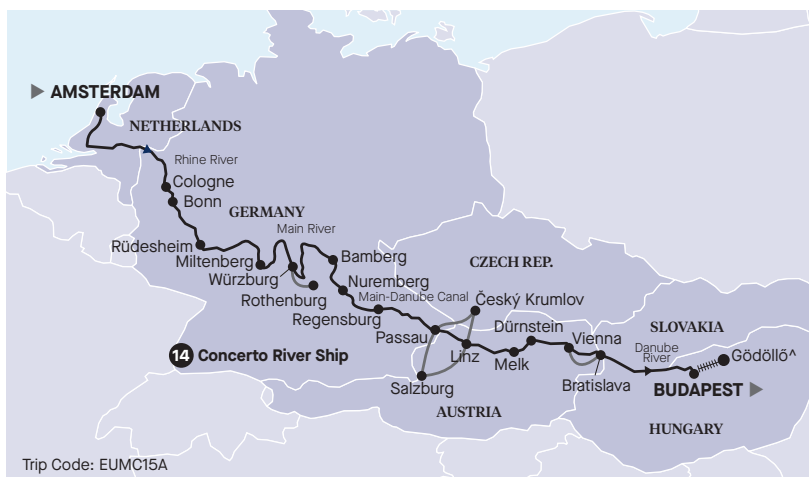 ▶ AMSTERDAM
NETHERLANDS
Rhine River
Cologne
Bonn
GERMANY
Main River
Rüdesheim
Miltenberg
Bamberg
Würzburg
Nuremberg
CZECH REP.
Rothenburg
Main-Danube Canal
Český Krumlov
Regensburg
Dürnstein
Passau
Vienna
SLOVAKIA
Danube
River
Linz
Gödöllő^
14 Concerto River Ship
Melk
Salzburg
Bratislava
BUDAPEST ▶
AUSTRIA
HUNGARY
Trip Code: EUMC15A